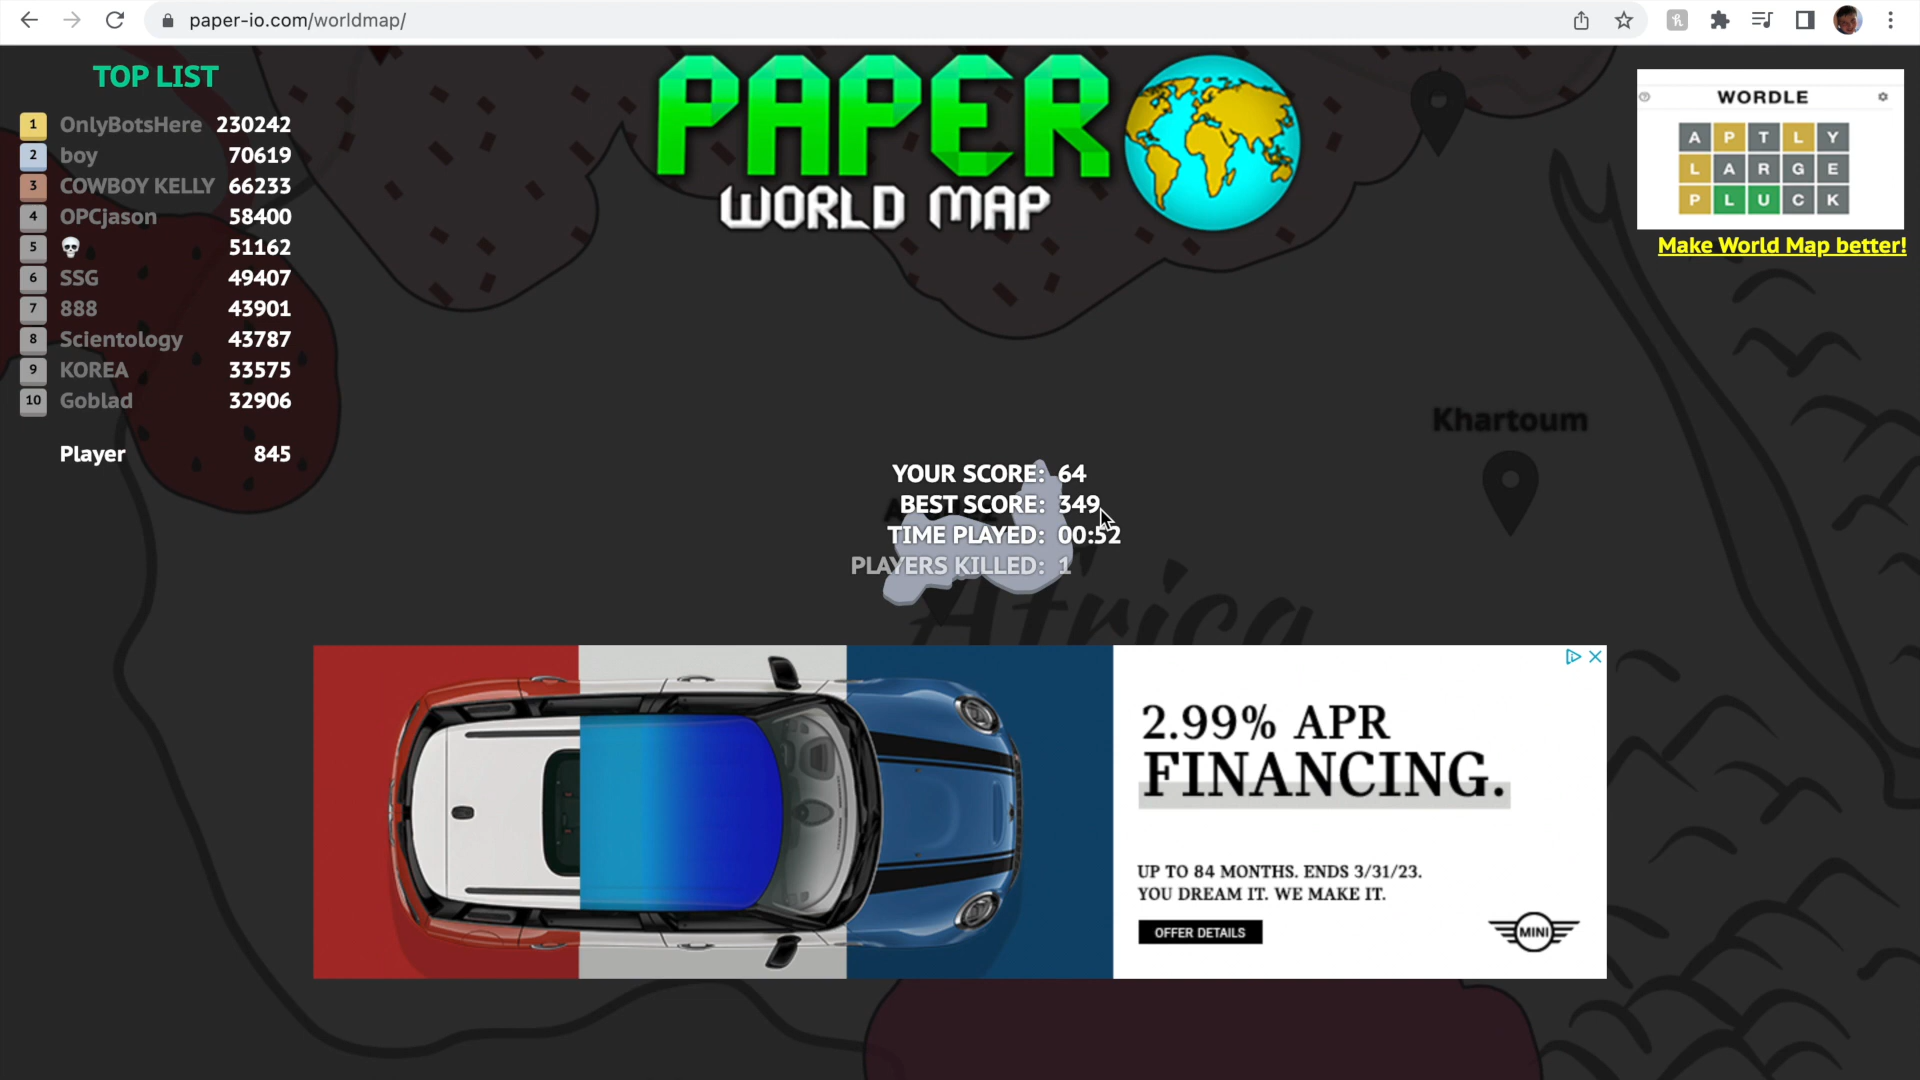 paper-io.com/worldmap/
TOP LIST
1 OnlyBotsHere 230242
2 boy 70619
3 COWBOY KELLY 66233
4 OPCjason 58400
5 💀 51162
6 SSG 49407
7 888 43901
8 Scientology 43787
9 KOREA 33575
10 Goblad 32906
Player 845
PAPER
WORLD MAP
WORDLE
A P T L Y
L A R G E
P L U C K
Make World Map better!
Khartoum
YOUR SCORE: 64
BEST SCORE: 349
TIME PLAYED: 00:52
PLAYERS KILLED: 1
Africa
2.99% APR
FINANCING.
UP TO 84 MONTHS. ENDS 3/31/23.
YOU DREAM IT. WE MAKE IT.
OFFER DETAILS
MINI